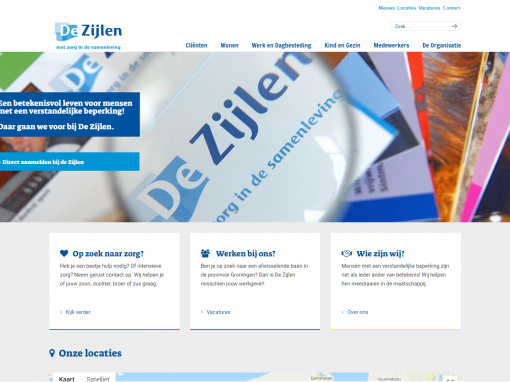 Nieuws Locaties Vacatures Contact
De Zijlen
met zorg in de samenleving
Zoek...
Cliënten Wonen Werk en Dagbesteding Kind en Gezin Medewerkers De Organisatie
Een betekenisvol leven voor mensen
met een verstandelijke beperking!
Daar gaan we voor bij De Zijlen.
Direct aanmelden bij de Zijlen
De Zijlen
zorg in de samenleving
Op zoek naar zorg?
Heb je een beetje hulp nodig? Of intensieve
zorg? Neem gerust contact op. Wij helpen je
of jouw zoon, dochter, broer of zus graag.
> Kijk verder
Werken bij ons?
Ben je op zoek naar een afwisselende baan in
de provincie Groningen? Dan is De Zijlen
misschien jouw werkgever!
> Vacatures
Wie zijn wij?
Mensen met een verstandelijke beperking zijn
net als ieder ander van betekenis! Wij helpen
hen meedraaien in de maatschappij.
> Over ons
Onze locaties
Kaart Satelliet